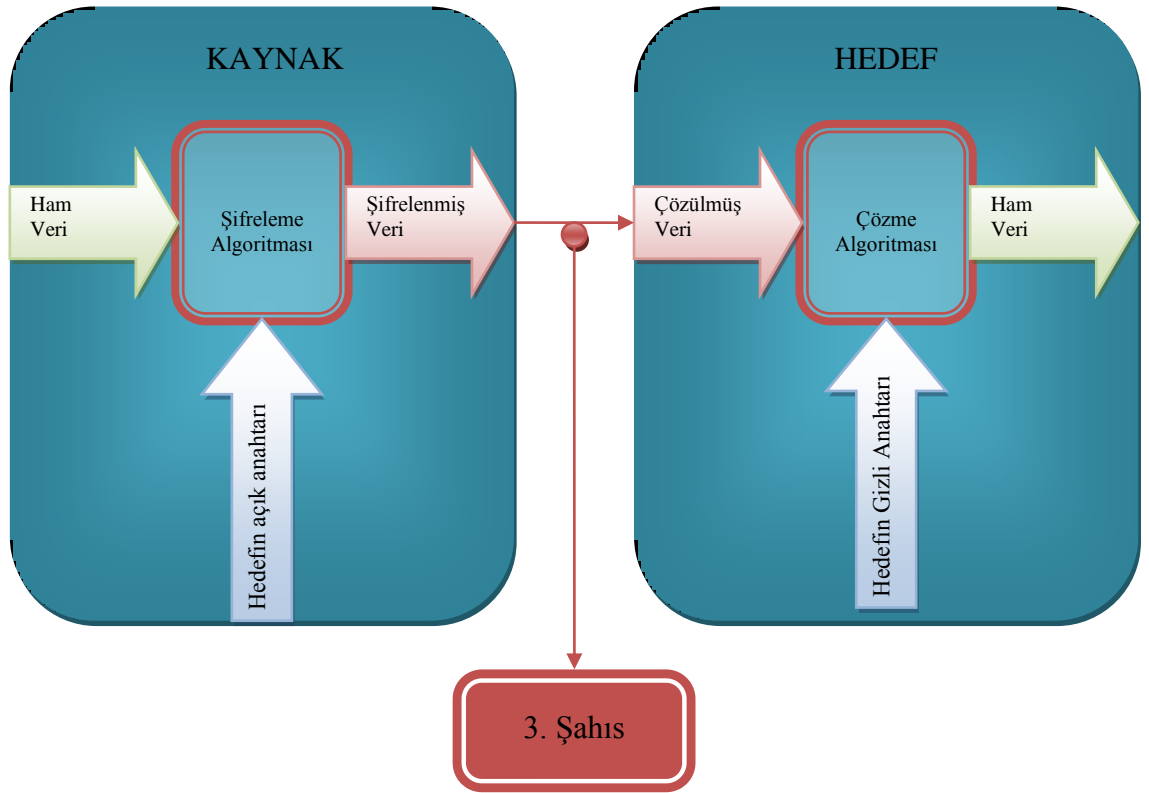 KAYNAK
Ham
Veri
Şifreleme
Algoritması
Şifrelenmiş
Veri
Hedefin açık anahtarı
HEDEF
Çözülmüş
Veri
Çözme
Algoritması
Ham
Veri
Hedefin Gizli Anahtarı
3. Şahıs